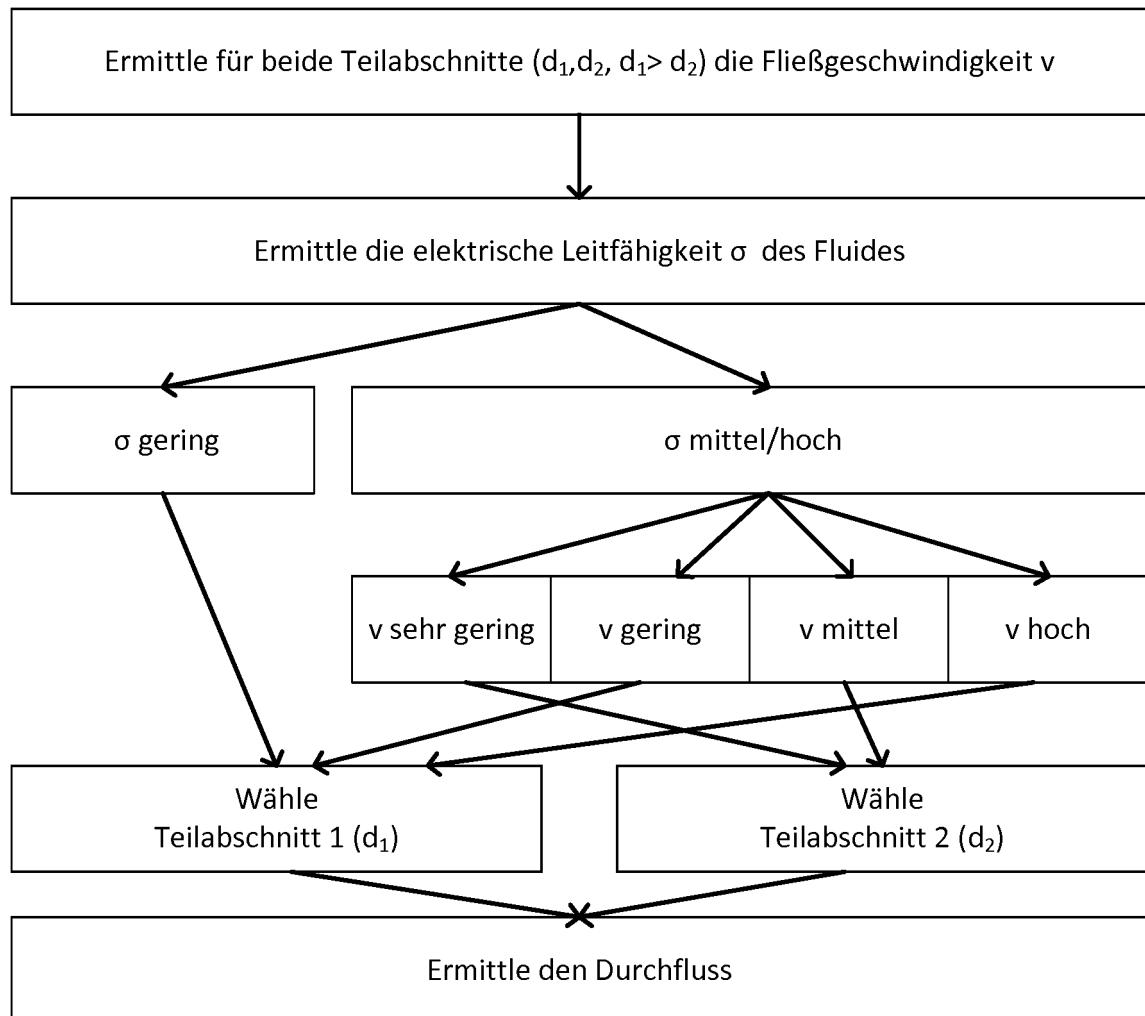 Ermittle für beide Teilabschnitte (d₁,d₂, d₁> d₂) die Fließgeschwindigkeit v
Ermittle die elektrische Leitfähigkeit σ des Fluides
σ gering
σ mittel/hoch
v sehr gering
v gering
v mittel
v hoch
Wähle
Teilabschnitt 1 (d₁)
Wähle
Teilabschnitt 2 (d₂)
Ermittle den Durchfluss